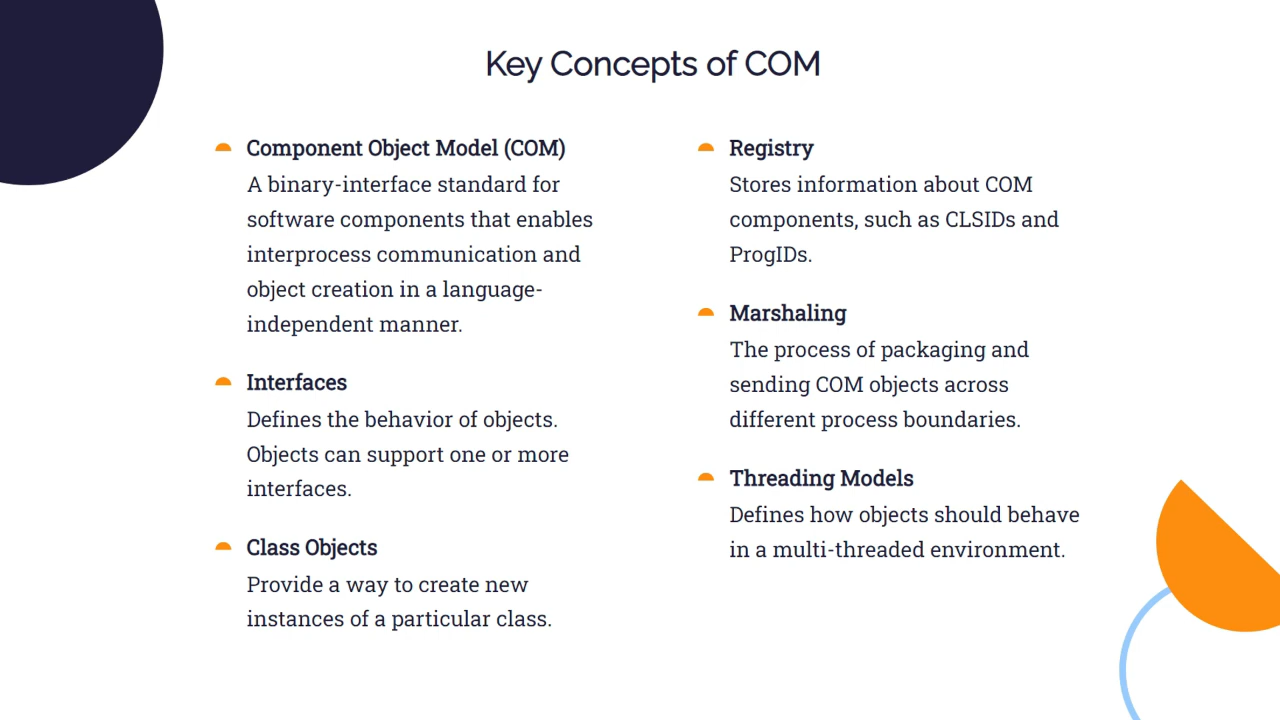 Key Concepts of COM
Component Object Model (COM)
A binary-interface standard for
software components that enables
interprocess communication and
object creation in a language-
independent manner.
Interfaces
Defines the behavior of objects.
Objects can support one or more
interfaces.
Class Objects
Provide a way to create new
instances of a particular class.
Registry
Stores information about COM
components, such as CLSIDs and
ProgIDs.
Marshaling
The process of packaging and
sending COM objects across
different process boundaries.
Threading Models
Defines how objects should behave
in a multi-threaded environment.